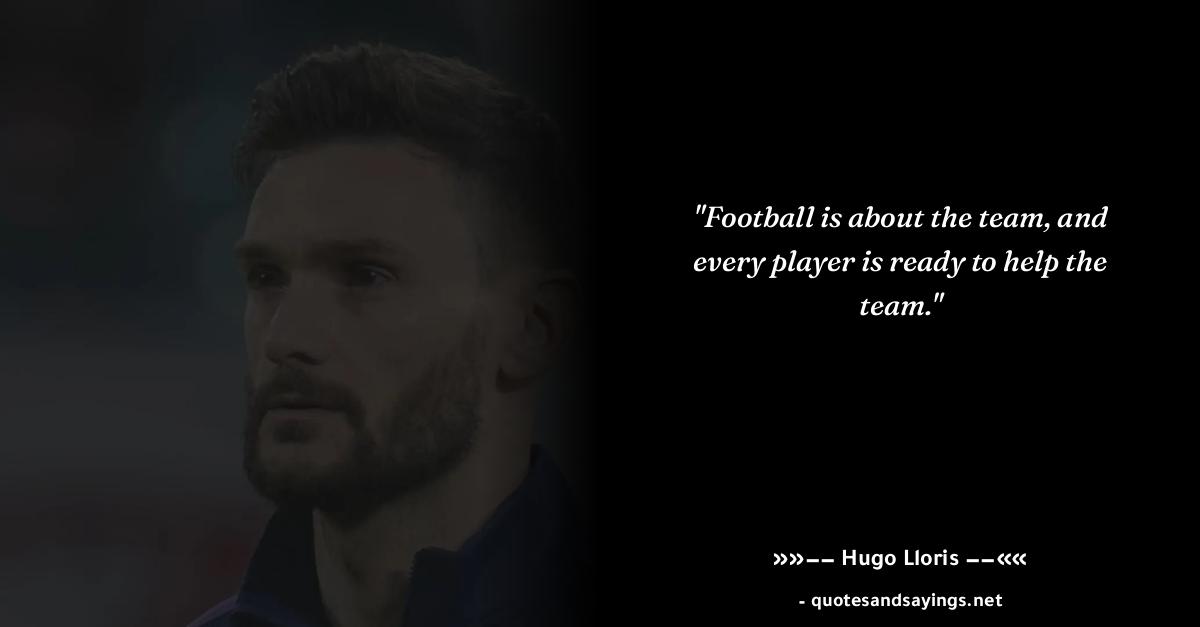 "Football is about the team, and
every player is ready to help the
team."
»»−− Hugo Lloris −−««
- quotesandsayings.net